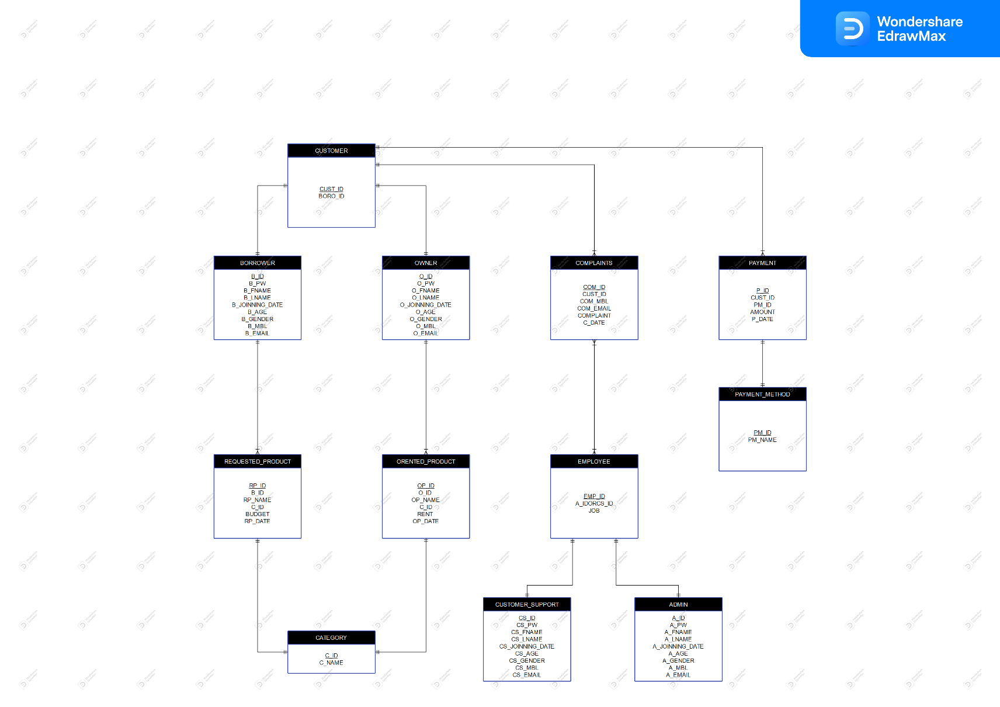 Wondershare
EdrawMax
CUSTOMER
CUST_ID
BORO_ID
BORROWER
B_ID
B_PW
B_FNAME
B_LNAME
B_JOINNING_DATE
B_AGE
B_GENDER
B_MBL
B_EMAIL
OWNER
O_ID
O_PW
O_FNAME
O_LNAME
O_JOINNING_DATE
O_AGE
O_GENDER
O_MBL
O_EMAIL
COMPLAINTS
COM_ID
CUST_ID
COM_MBL
COM_EMAIL
COMPLAINT
C_DATE
PAYMENT
P_ID
CUST_ID
PM_ID
AMOUNT
P_DATE
PAYMENT_METHOD
PM_ID
PM_NAME
REQUESTED_PRODUCT
RP_ID
B_ID
RP_NAME
C_ID
BUDGET
RP_DATE
ORENTED_PRODUCT
OP_ID
O_ID
OP_NAME
C_ID
RENT
OP_DATE
EMPLOYEE
EMP_ID
A_IDORCS_ID
JOB
CATEGORY
C_ID
C_NAME
CUSTOMER_SUPPORT
CS_ID
CS_PW
CS_FNAME
CS_LNAME
CS_JOINNING_DATE
CS_AGE
CS_GENDER
CS_MBL
CS_EMAIL
ADMIN
A_ID
A_PW
A_FNAME
A_LNAME
A_JOINNING_DATE
A_AGE
A_GENDER
A_MBL
A_EMAIL